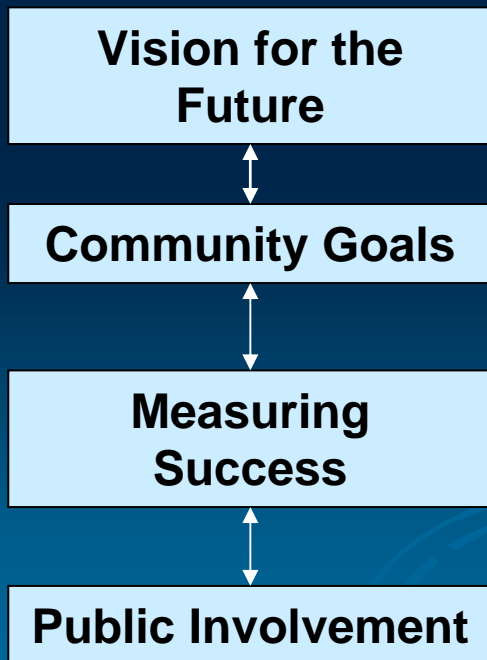 Vision for the
Future
Community Goals
Measuring
Success
Public Involvement